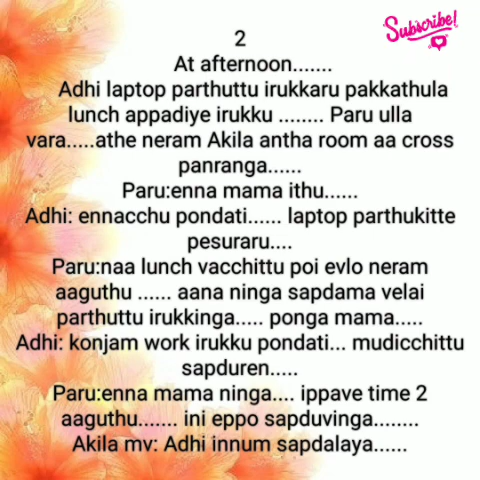 Subscribe!
2
At afternoon.......
Adhi laptop parthuttu irukkaru pakkathula
lunch appadiye irukku ........ Paru ulla
vara.....athe neram Akila antha room aa cross
panranga......
Paru:enna mama ithu......
Adhi: ennacchu pondati...... laptop parthukitte
pesuraru....
Paru:naa lunch vacchittu poi evlo neram
aaguthu ...... aana ninga sapdama velai
parthuttu irukkinga..... ponga mama.....
Adhi: konjam work irukku pondati... mudicchittu
sapduren.....
Paru:enna mama ninga.... ippave time 2
aaguthu....... ini eppo sapduvinga........
Akila mv: Adhi innum sapdalaya......